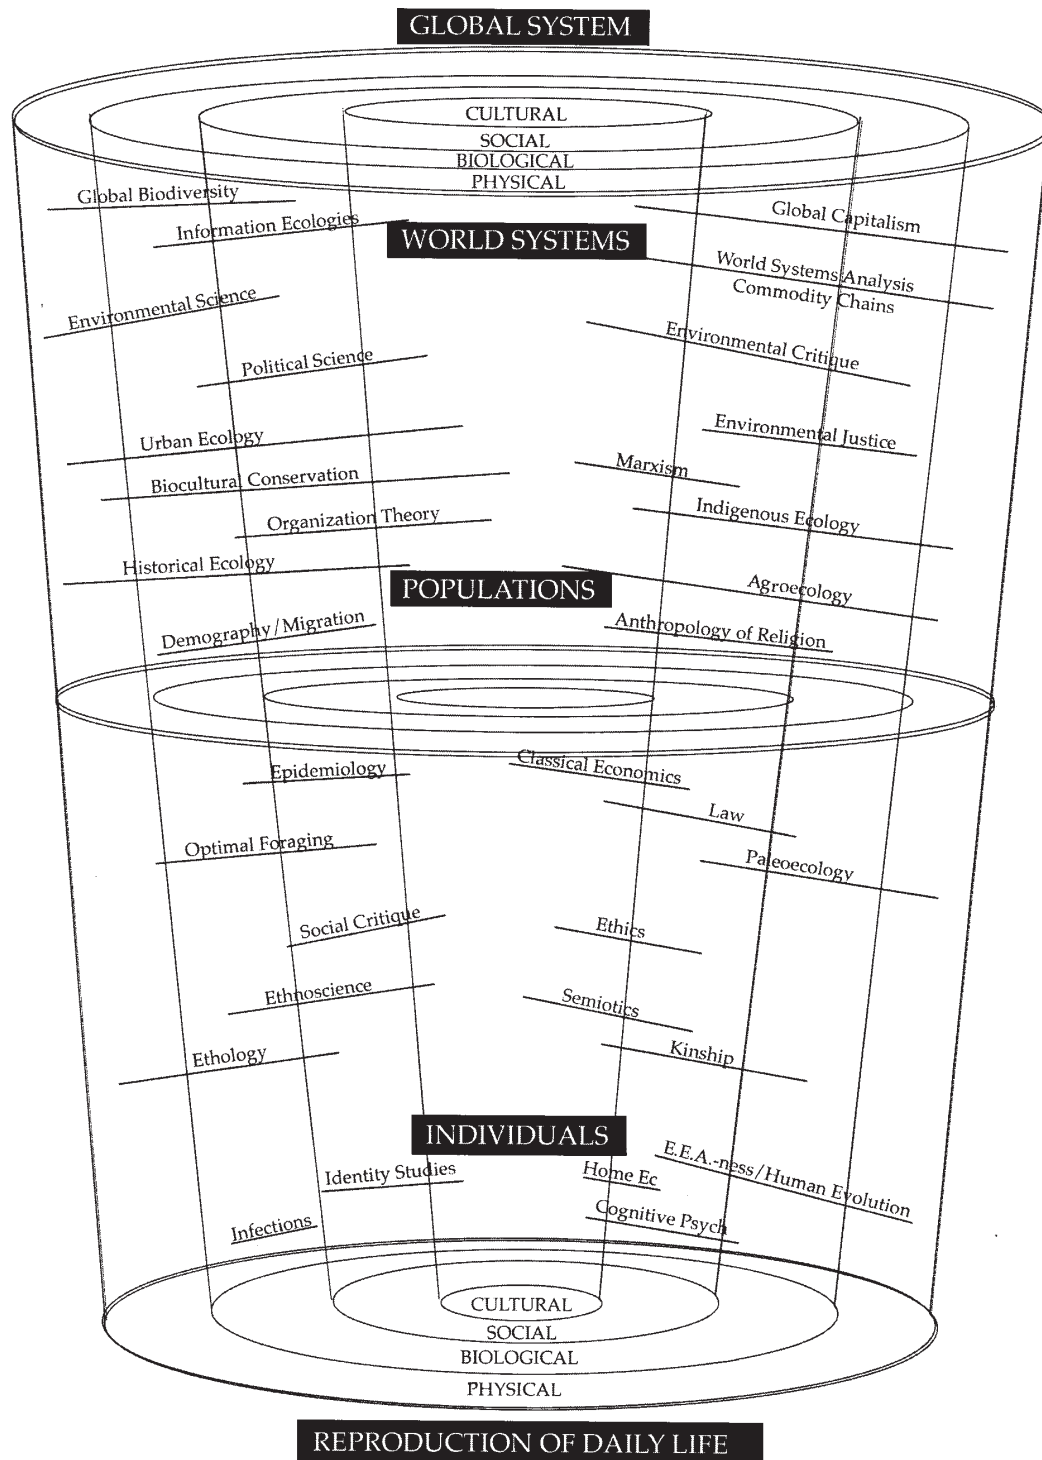 GLOBAL SYSTEM
CULTURAL
SOCIAL
BIOLOGICAL
PHYSICAL
Global Biodiversity
Global Capitalism
Information Ecologies
WORLD SYSTEMS
World Systems Analysis
Commodity Chains
Environmental Science
Environmental Critique
Political Science
Urban Ecology
Environmental Justice
Marxism
Biocultural Conservation
Indigenous Ecology
Organization Theory
Historical Ecology
POPULATIONS
Agroecology
Demography/Migration
Anthropology of Religion
Epidemiology
Classical Economics
Law
Optimal Foraging
Paleoecology
Social Critique
Ethics
Ethnoscience
Semiotics
Ethology
Kinship
INDIVIDUALS
Identity Studies
Home Ec
E.E.A.-ness/Human Evolution
Infections
Cognitive Psych
CULTURAL
SOCIAL
BIOLOGICAL
PHYSICAL
REPRODUCTION OF DAILY LIFE